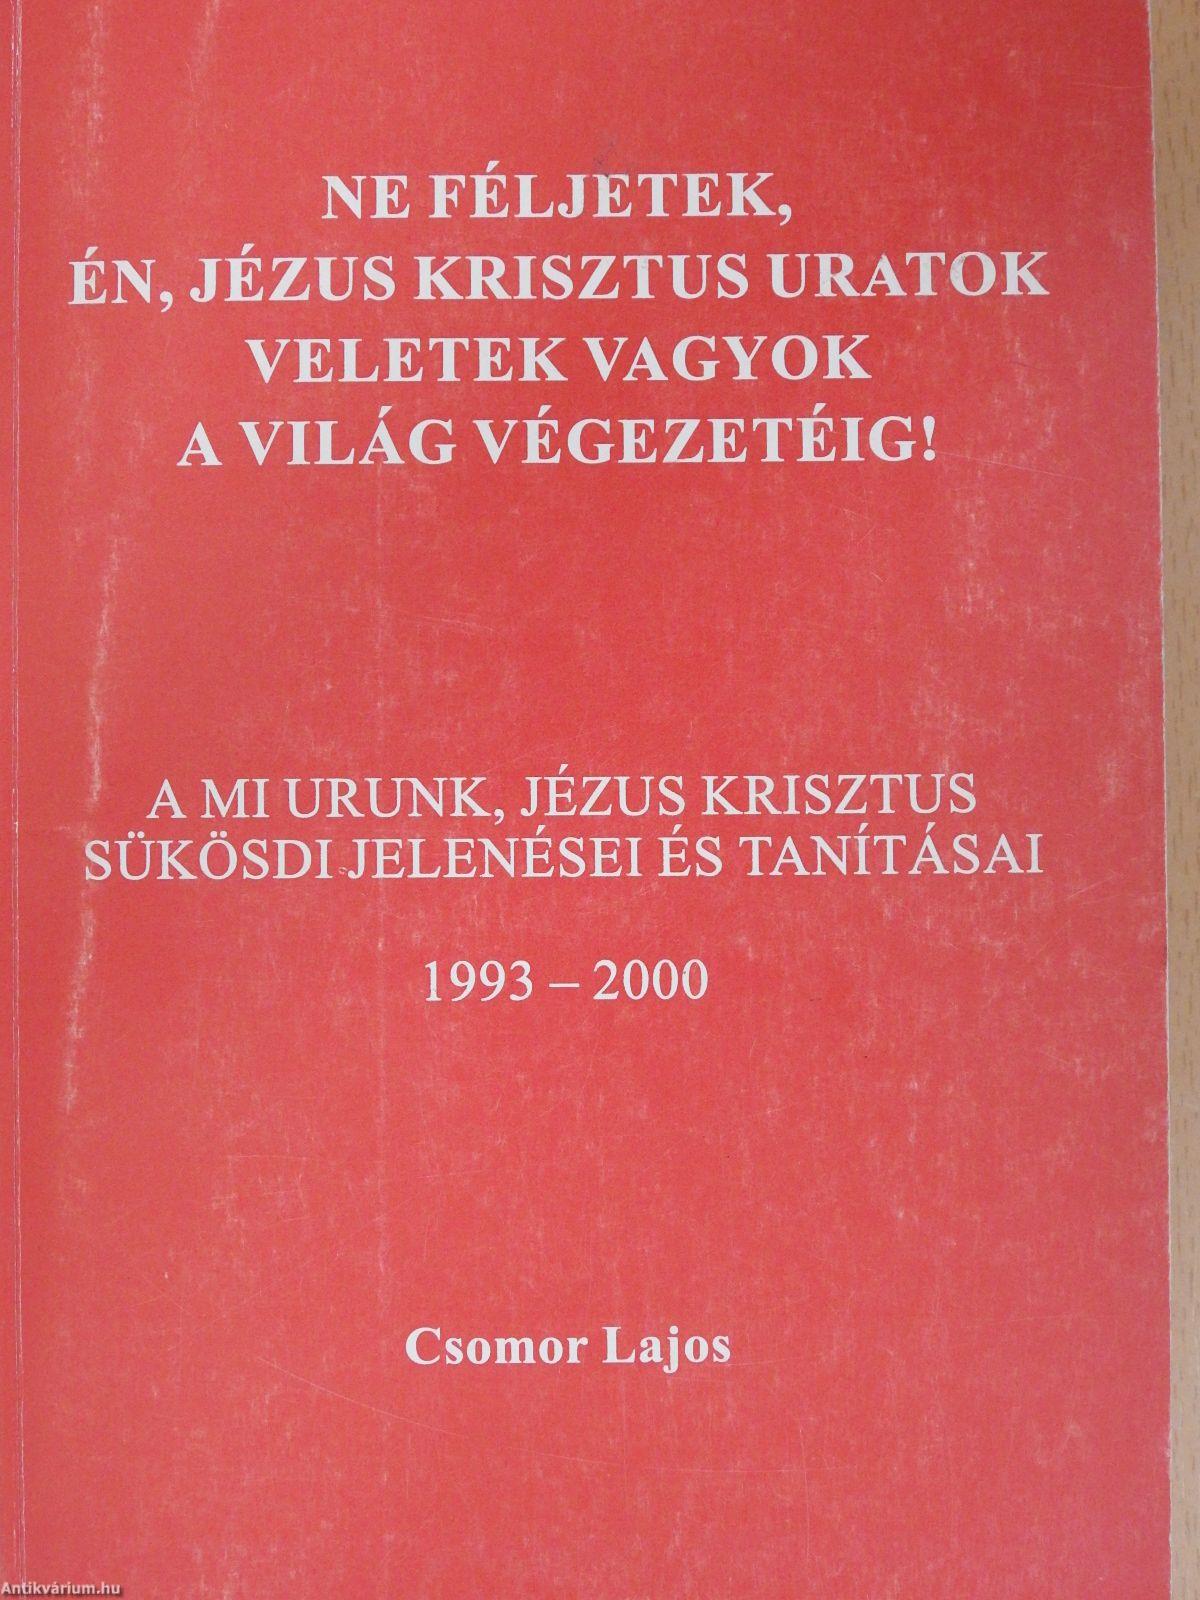 NE FÉLJETEK,
ÉN, JÉZUS KRISZTUS URATOK
VELETEK VAGYOK
A VILÁG VÉGEZETÉIG!
A MI URUNK, JÉZUS KRISZTUS
SÜKÖSDI JELENÉSEI ÉS TANÍTÁSAI
1993 – 2000
Csomor Lajos
Antikvárium.hu